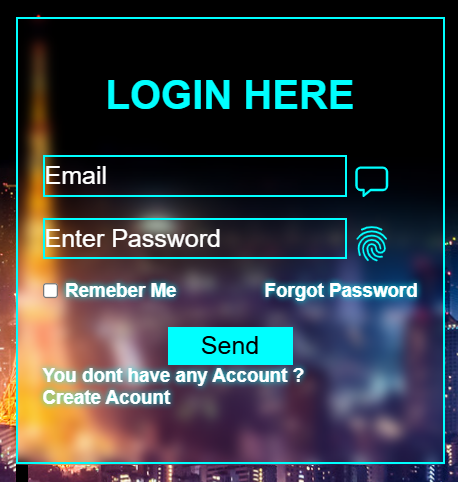 LOGIN HERE
Email
Enter Password
Remeber Me Forgot Password
Send
You dont have any Account ?
Create Acount